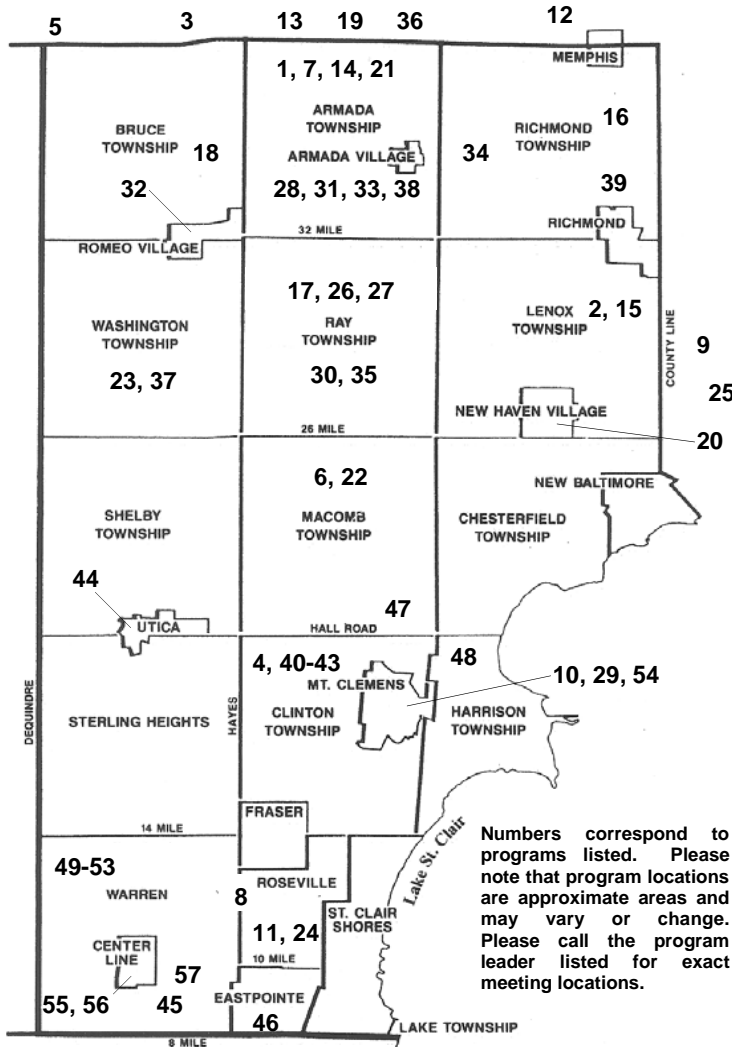 5 3 13 19 36 12
MEMPHIS
1, 7, 14, 21
ARMADA
TOWNSHIP
BRUCE
TOWNSHIP
18
ARMADA VILLAGE
RICHMOND
TOWNSHIP
16
34
32
28, 31, 33, 38
39
RICHMOND
ROMEO VILLAGE
32 MILE
17, 26, 27
WASHINGTON
TOWNSHIP
RAY
TOWNSHIP
LENOX
TOWNSHIP
2, 15
COUNTY LINE
9
23, 37
30, 35
25
NEW HAVEN VILLAGE
26 MILE
20
6, 22
NEW BALTIMORE
SHELBY
TOWNSHIP
MACOMB
TOWNSHIP
CHESTERFIELD
TOWNSHIP
44
UTICA
47
HALL ROAD
4, 40-43
48
MT. CLEMENS
10, 29, 54
DEQUINDRE
STERLING HEIGHTS
HAYES
CLINTON
TOWNSHIP
HARRISON
TOWNSHIP
FRASER
14 MILE
Lake St. Clair
49-53
WARREN
ROSEVILLE
8
ST. CLAIR
SHORES
11, 24
CENTER
LINE
10 MILE
57
55, 56
45
EASTPOINTE
46
LAKE TOWNSHIP
8 MILE
Numbers correspond to
programs listed. Please
note that program locations
are approximate areas and
may vary or change.
Please call the program
leader listed for exact
meeting locations.